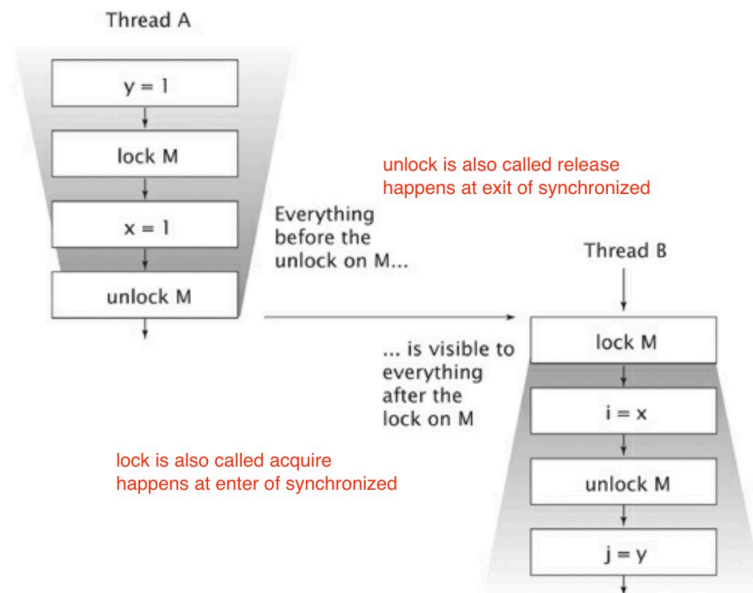 Thread A
y = 1
lock M
x = 1
unlock M
unlock is also called release
happens at exit of synchronized
Everything
before the
unlock on M...
Thread B
lock M
... is visible to
everything
after the
lock on M
i = x
unlock M
j = y
lock is also called acquire
happens at enter of synchronized